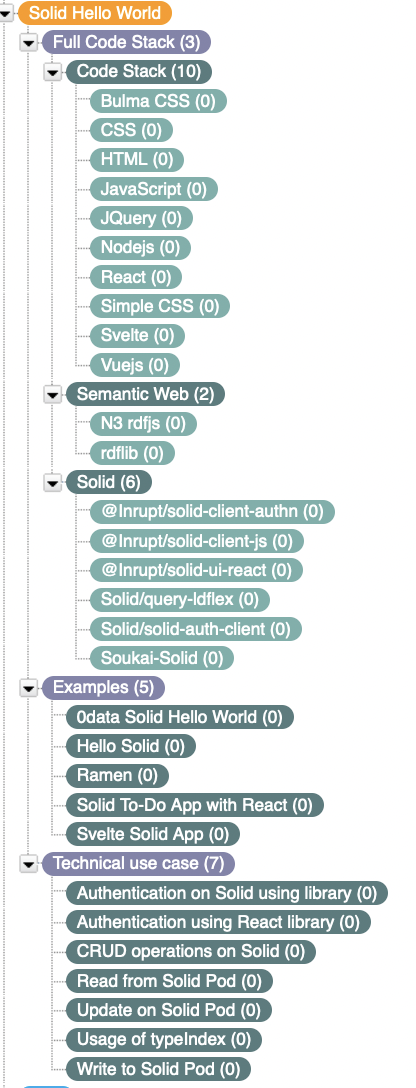 Solid Hello World
Full Code Stack (3)
Code Stack (10)
Bulma CSS (0)
CSS (0)
HTML (0)
JavaScript (0)
JQuery (0)
Nodejs (0)
React (0)
Simple CSS (0)
Svelte (0)
Vuejs (0)
Semantic Web (2)
N3 rdfjs (0)
rdflib (0)
Solid (6)
@Inrupt/solid-client-authn (0)
@Inrupt/solid-client-js (0)
@Inrupt/solid-ui-react (0)
Solid/query-ldflex (0)
Solid/solid-auth-client (0)
Soukai-Solid (0)
Examples (5)
0data Solid Hello World (0)
Hello Solid (0)
Ramen (0)
Solid To-Do App with React (0)
Svelte Solid App (0)
Technical use case (7)
Authentication on Solid using library (0)
Authentication using React library (0)
CRUD operations on Solid (0)
Read from Solid Pod (0)
Update on Solid Pod (0)
Usage of typeIndex (0)
Write to Solid Pod (0)